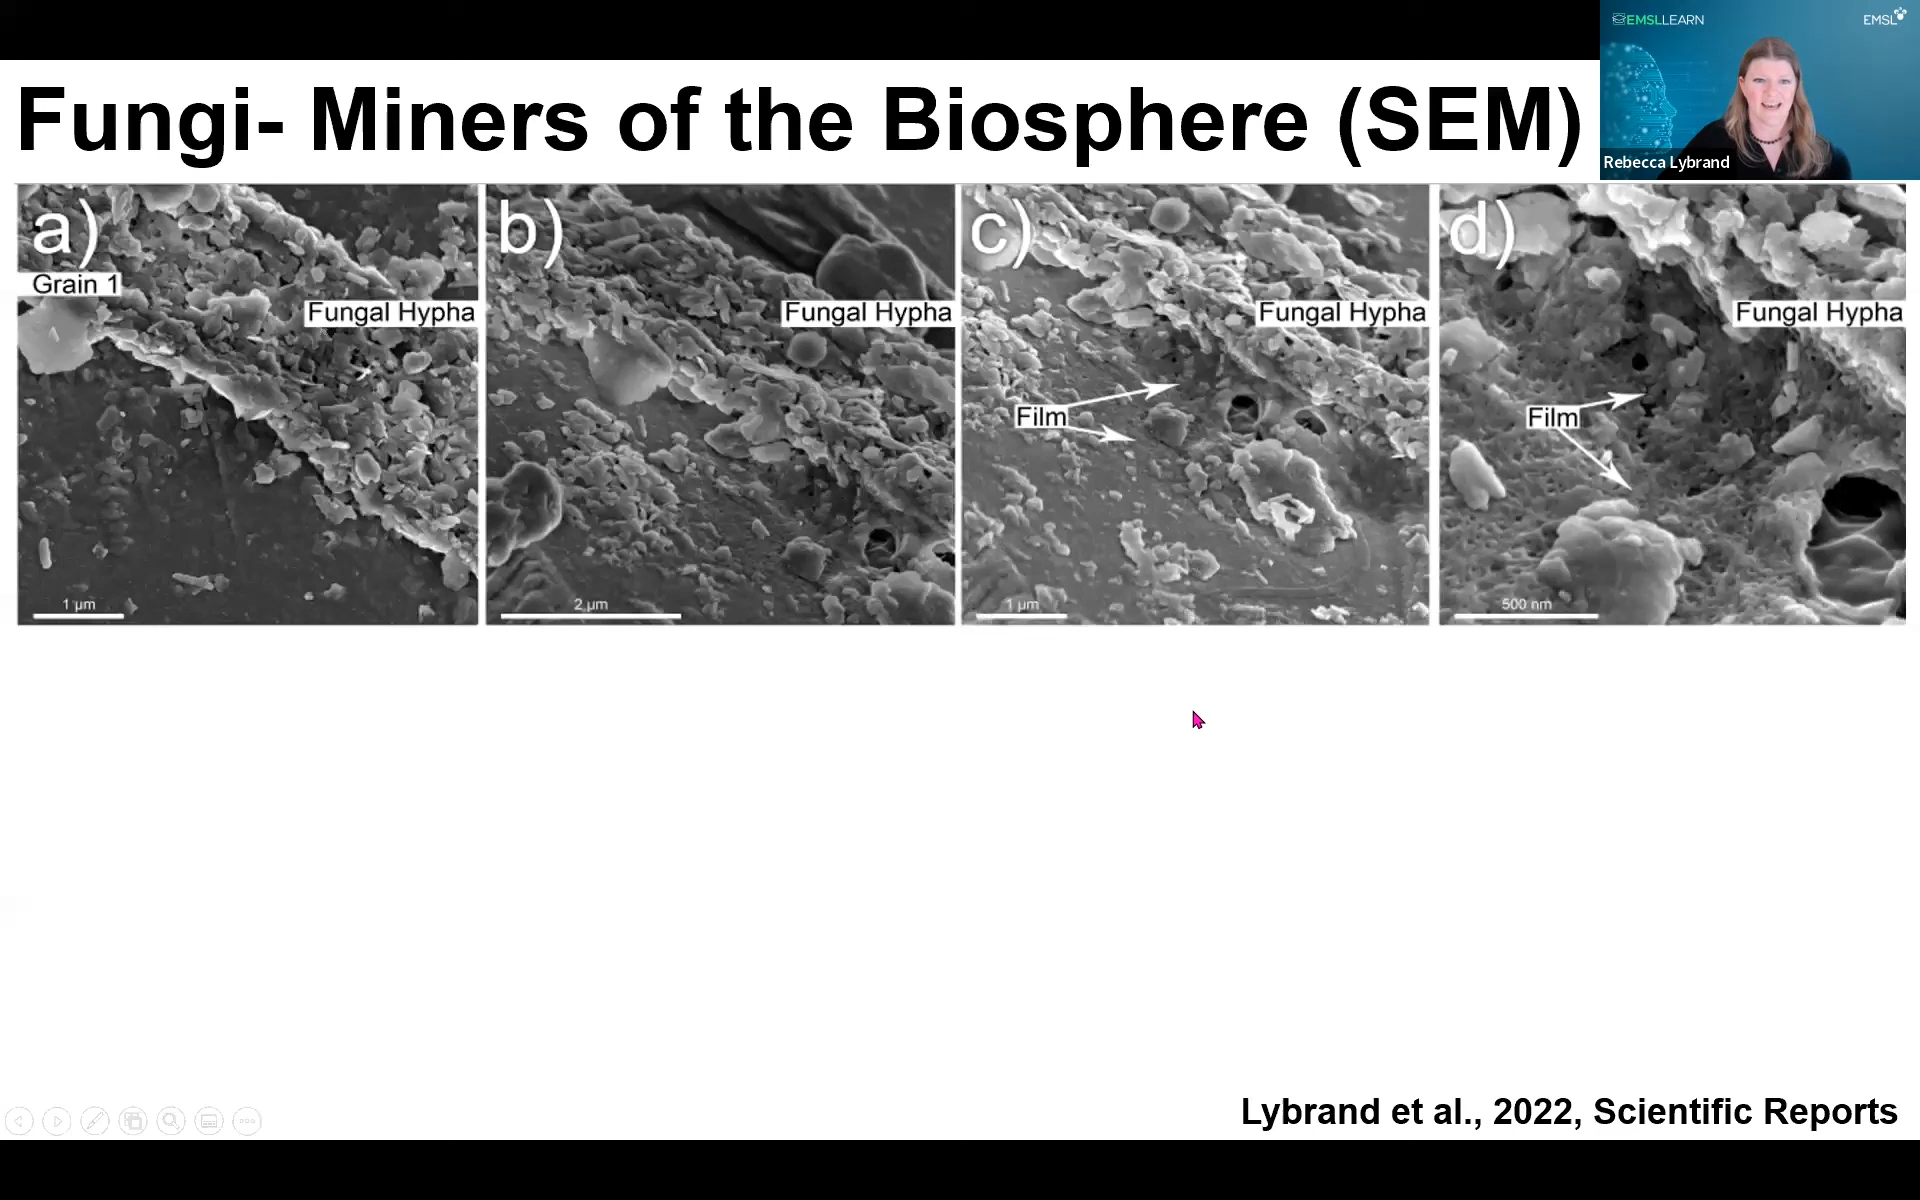 EMSLLEARN
EMSL
Fungi- Miners of the Biosphere (SEM)
Rebecca Lybrand
a)
Grain 1
Fungal Hypha
1 µm
b)
Fungal Hypha
2 µm
c)
Fungal Hypha
Film
1 µm
d)
Fungal Hypha
Film
500 nm
Lybrand et al., 2022, Scientific Reports